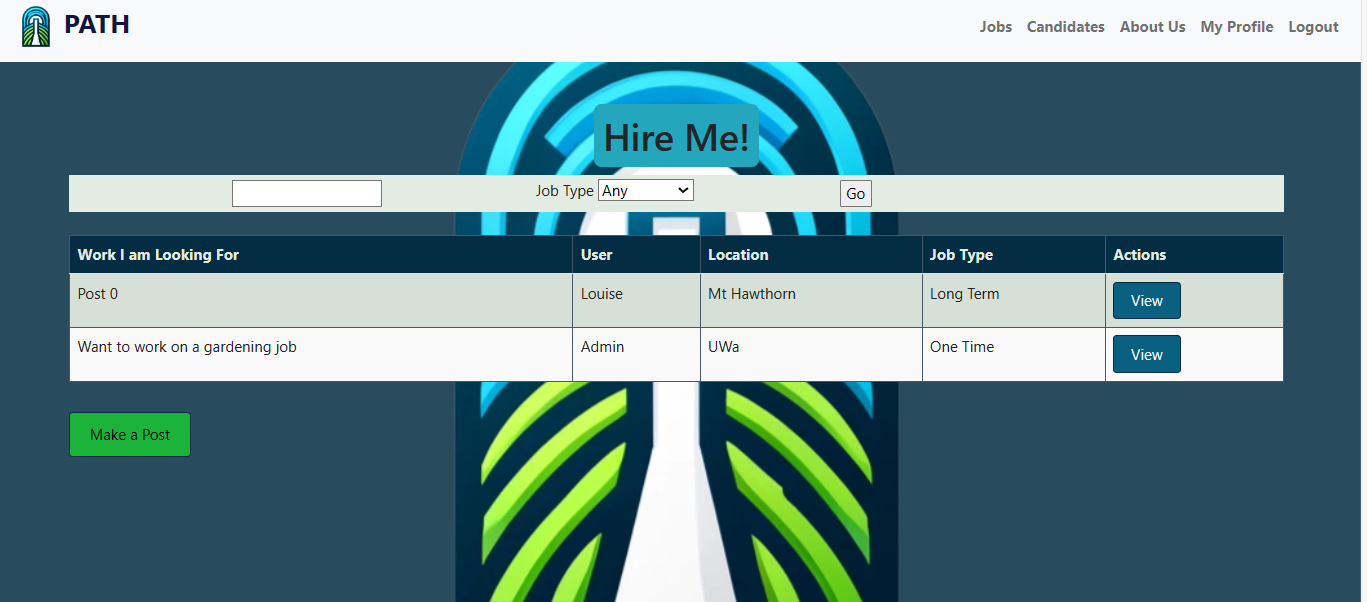 PATH
Jobs Candidates About Us My Profile Logout
Hire Me!
Job Type Any Go
Work I am Looking For User Location Job Type Actions
Post 0 Louise Mt Hawthorn Long Term View
Want to work on a gardening job Admin UWa One Time View
Make a Post